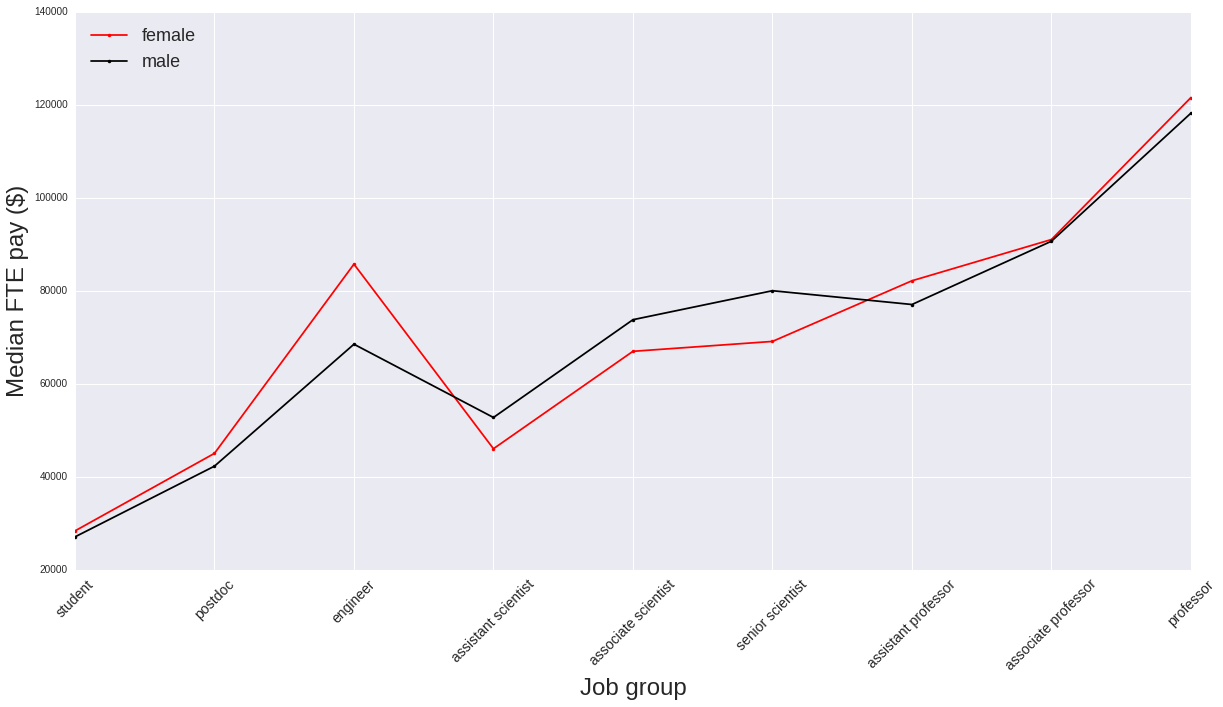 140000
120000
100000
80000
60000
40000
20000
Median FTE pay ($)
female
male
student
postdoc
engineer
assistant scientist
associate scientist
senior scientist
assistant professor
associate professor
professor
Job group